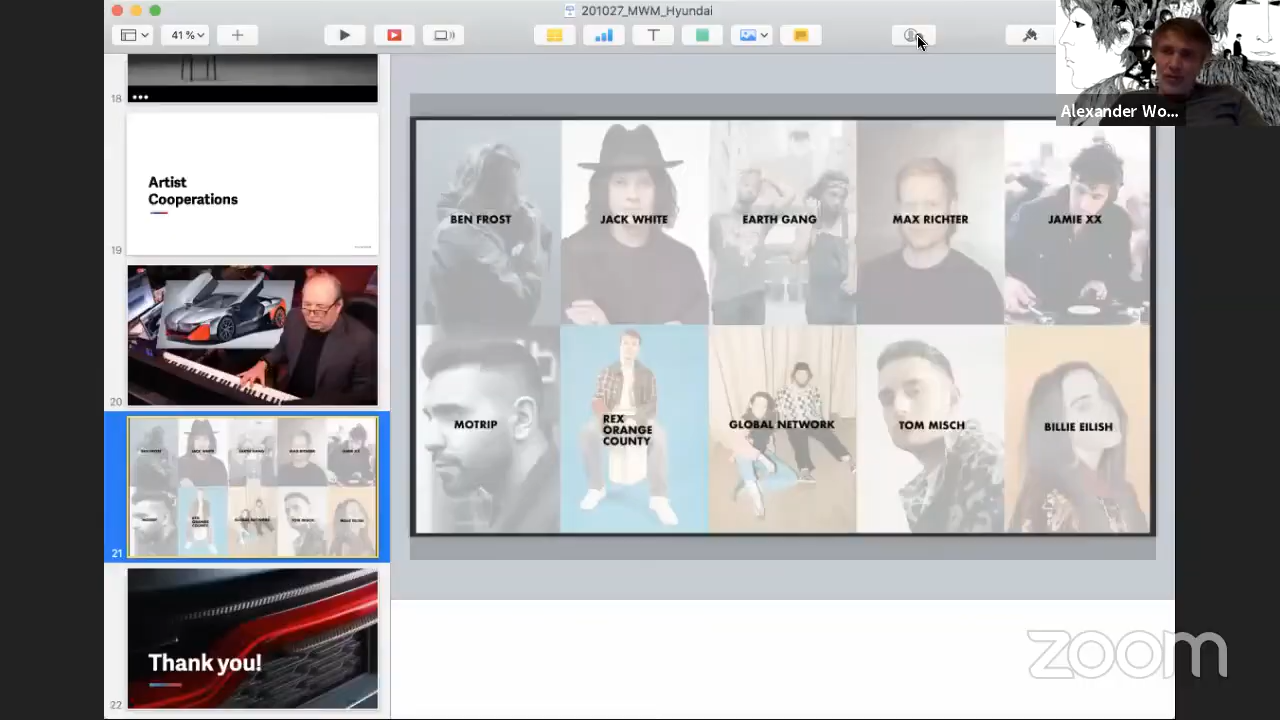 201027_MWM_Hyundai
41%
Alexander Wo...
18
Artist
Cooperations
19
20
21
Thank you!
22
BEN FROST
JACK WHITE
EARTH GANG
MAX RICHTER
JAMIE XX
MOTRIP
REX
ORANGE
COUNTY
GLOBAL NETWORK
TOM MISCH
BILLIE EILISH
zoom